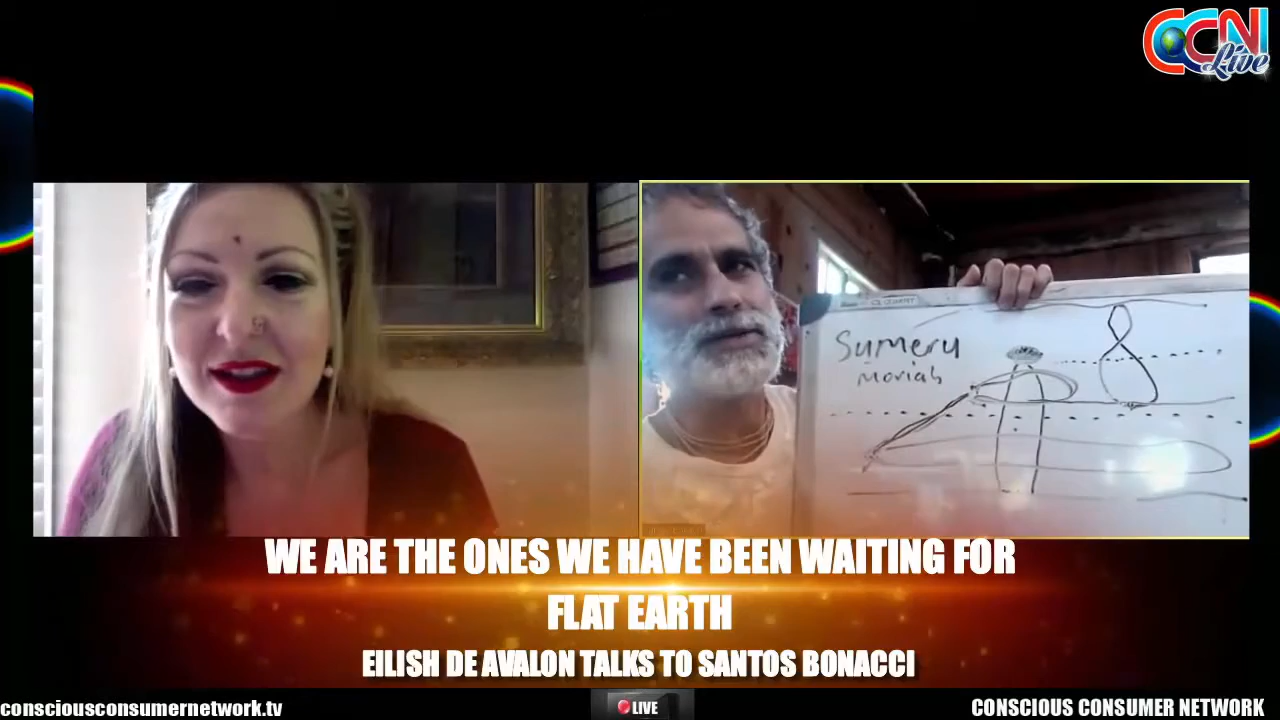 CCN
Live
Sumeru
Moriah
WE ARE THE ONES WE HAVE BEEN WAITING FOR
FLAT EARTH
EILISH DE AVALON TALKS TO SANTOS BONACCI
consciousconsumernetwork.tv
LIVE
CONSCIOUS CONSUMER NETWORK